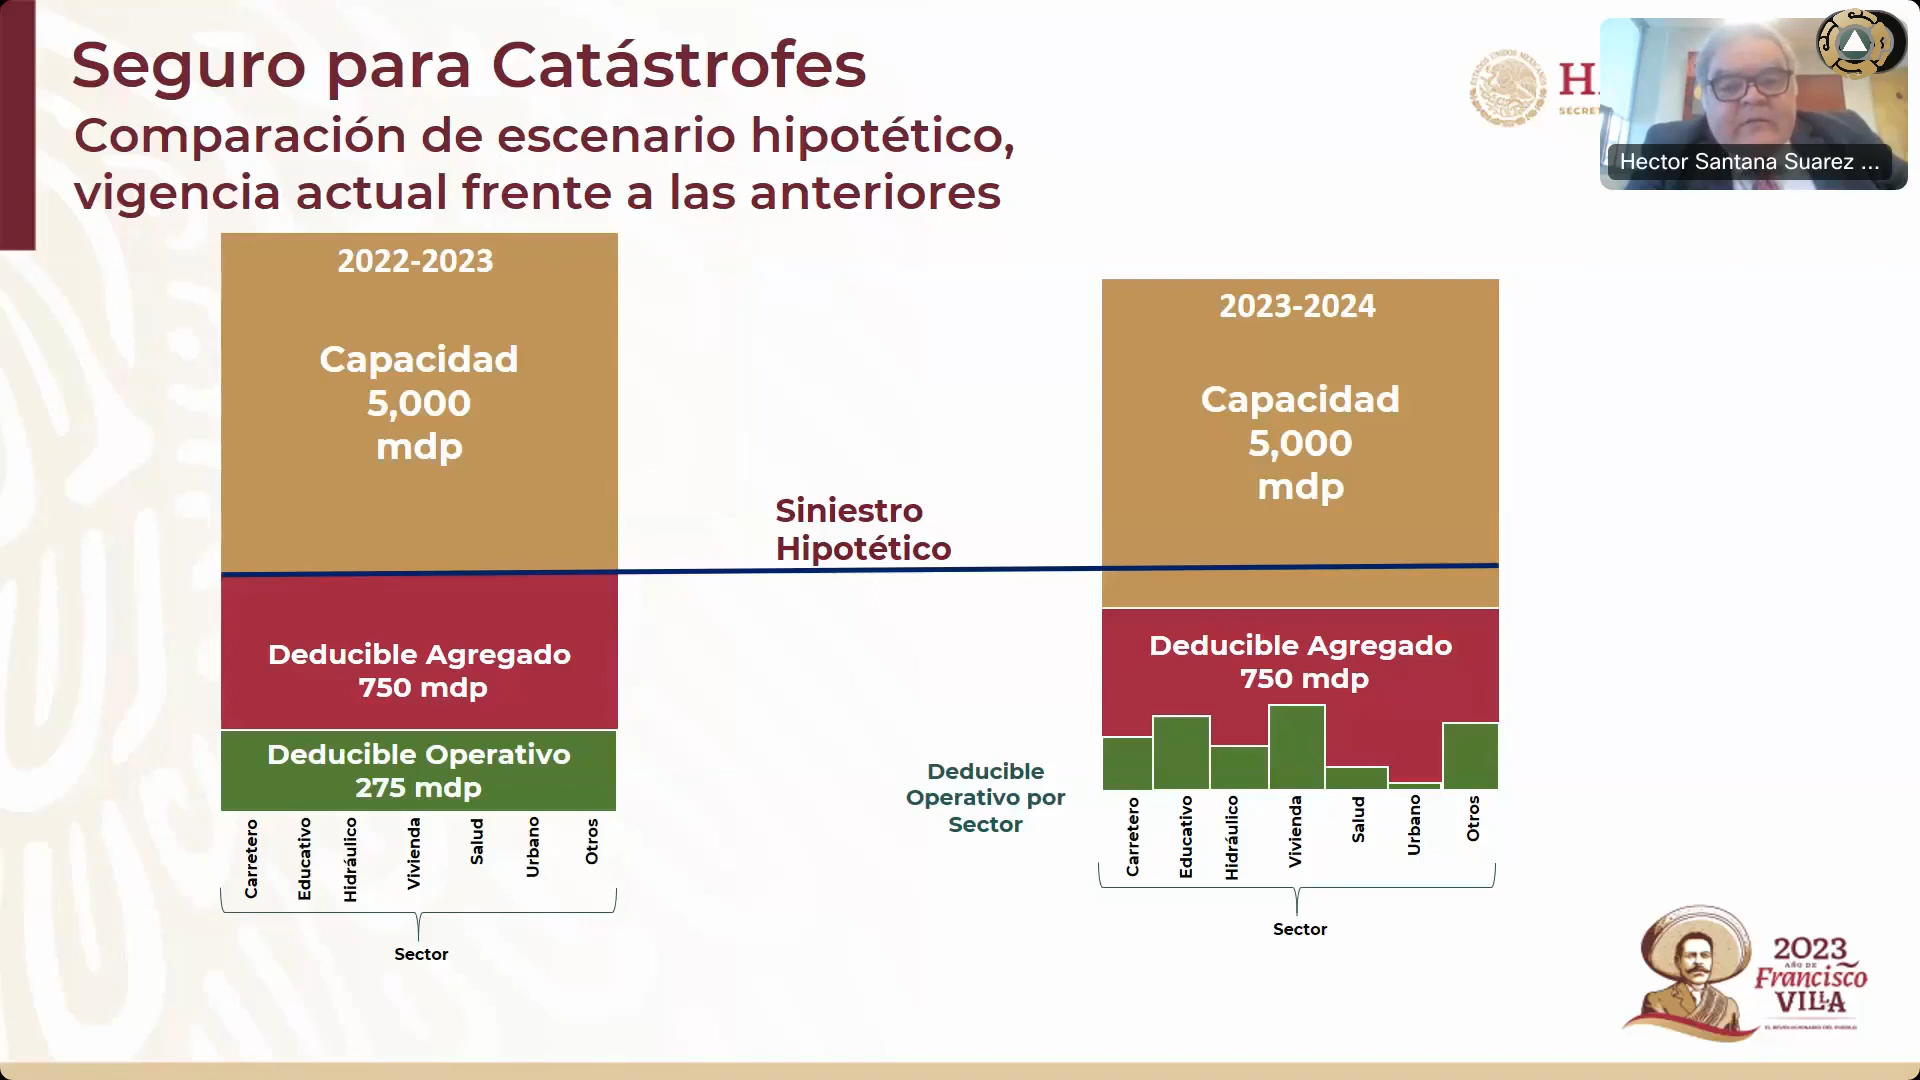 Seguro para Catástrofes
Comparación de escenario hipotético,
vigencia actual frente a las anteriores
Hector Santana Suarez ...
2022-2023
Capacidad
5,000
mdp
Deducible Agregado
750 mdp
Deducible Operativo
275 mdp
Carretero
Educativo
Hidráulico
Vivienda
Salud
Urbano
Otros
Sector
Siniestro
Hipotético
2023-2024
Capacidad
5,000
mdp
Deducible Agregado
750 mdp
Deducible
Operativo por
Sector
Carretero
Educativo
Hidráulico
Vivienda
Salud
Urbano
Otros
Sector
2023
AÑO DE
Francisco
VILLA